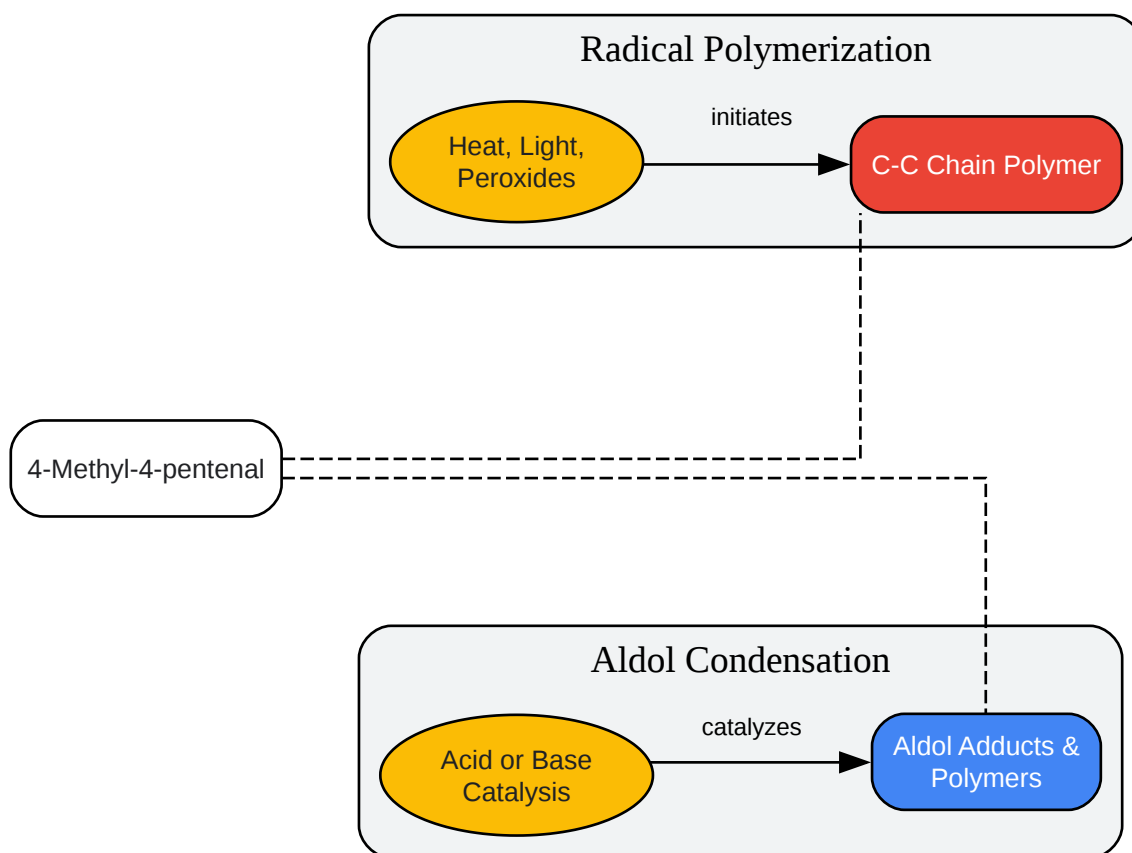 Radical Polymerization
initiates
Heat, Light,
Peroxides
C-C Chain Polymer
4-Methyl-4-pentenal
Aldol Condensation
catalyzes
Acid or Base
Catalysis
Aldol Adducts &
Polymers